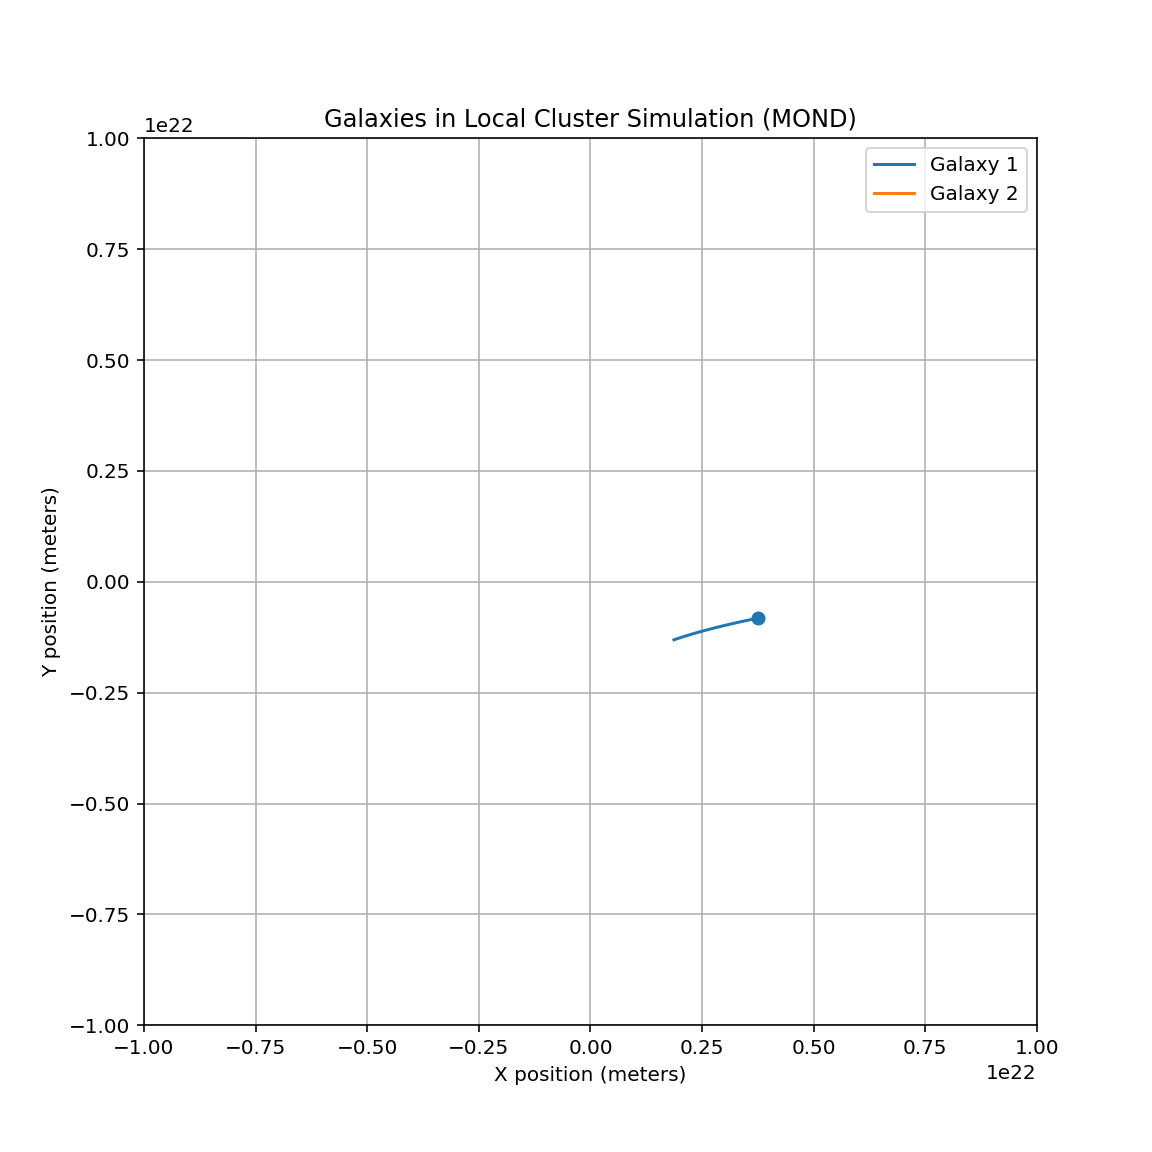 Galaxies in Local Cluster Simulation (MOND)
1e22
Galaxy 1
Galaxy 2
1.00
0.75
0.50
0.25
0.00
−0.25
−0.50
−0.75
−1.00
Y position (meters)
−1.00 −0.75 −0.50 −0.25 0.00 0.25 0.50 0.75 1.00
X position (meters)
1e22